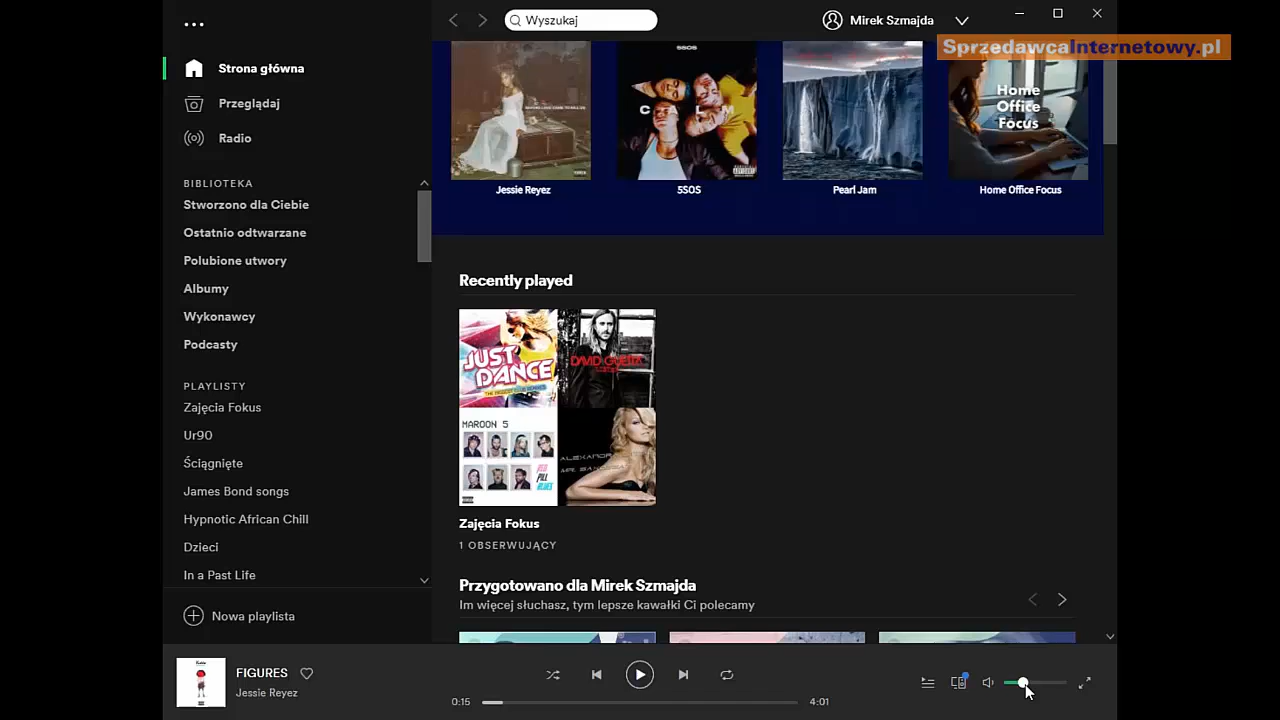 Wyszukaj
Mirek Szmajda
SprzedawcaInternetowy.pl
Strona główna
Przeglądaj
Radio
BIBLIOTEKA
Stworzono dla Ciebie
Ostatnio odtwarzane
Polubione utwory
Albumy
Wykonawcy
Podcasty
PLAYLISTY
Zajęcia Fokus
Ur90
Ściągnięte
James Bond songs
Hypnotic African Chill
Dzieci
In a Past Life
Nowa playlista
5SOS
C A L M
Home
Office
Focus
Jessie Reyez
5SOS
Pearl Jam
Home Office Focus
Recently played
JUST
DANCE
DAVID GUETTA
MAROON 5
RED
PILL
BLUES
Zajęcia Fokus
1 OBSERWUJĄCY
Przygotowano dla Mirek Szmajda
Im więcej słuchasz, tym lepsze kawałki Ci polecamy
FIGURES
Jessie Reyez
0:15
4:01